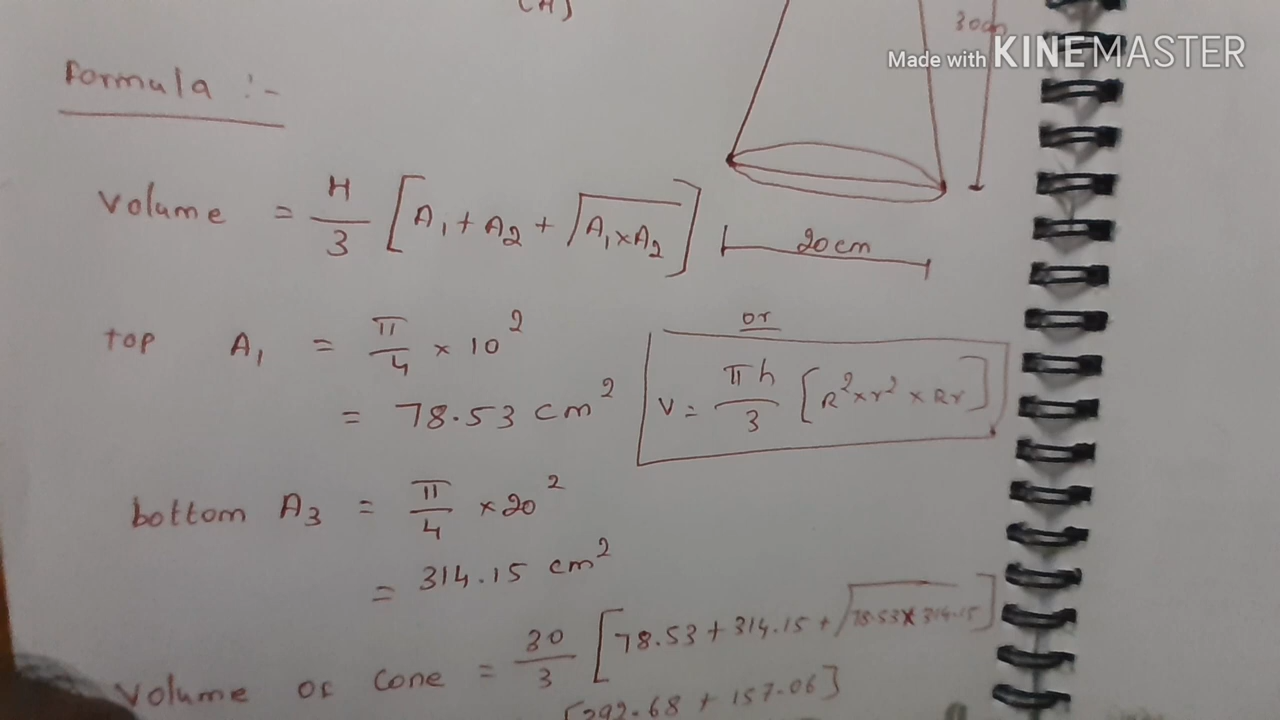 (H)
30cm
Made with KINEMASTER
Formula :-
Volume = H/3 [A₁ + A₂ + √A₁×A₂]
20cm
top A₁ = π/4 × 10²
= 78.53 cm²
or
V = πh/3 [R²×r² × Rr]
bottom A₃ = π/4 ×20²
= 314.15 cm²
Volume of Cone = 30/3 [78.53 + 314.15 + √78.53×314.15]
[292.68 + 157.06]